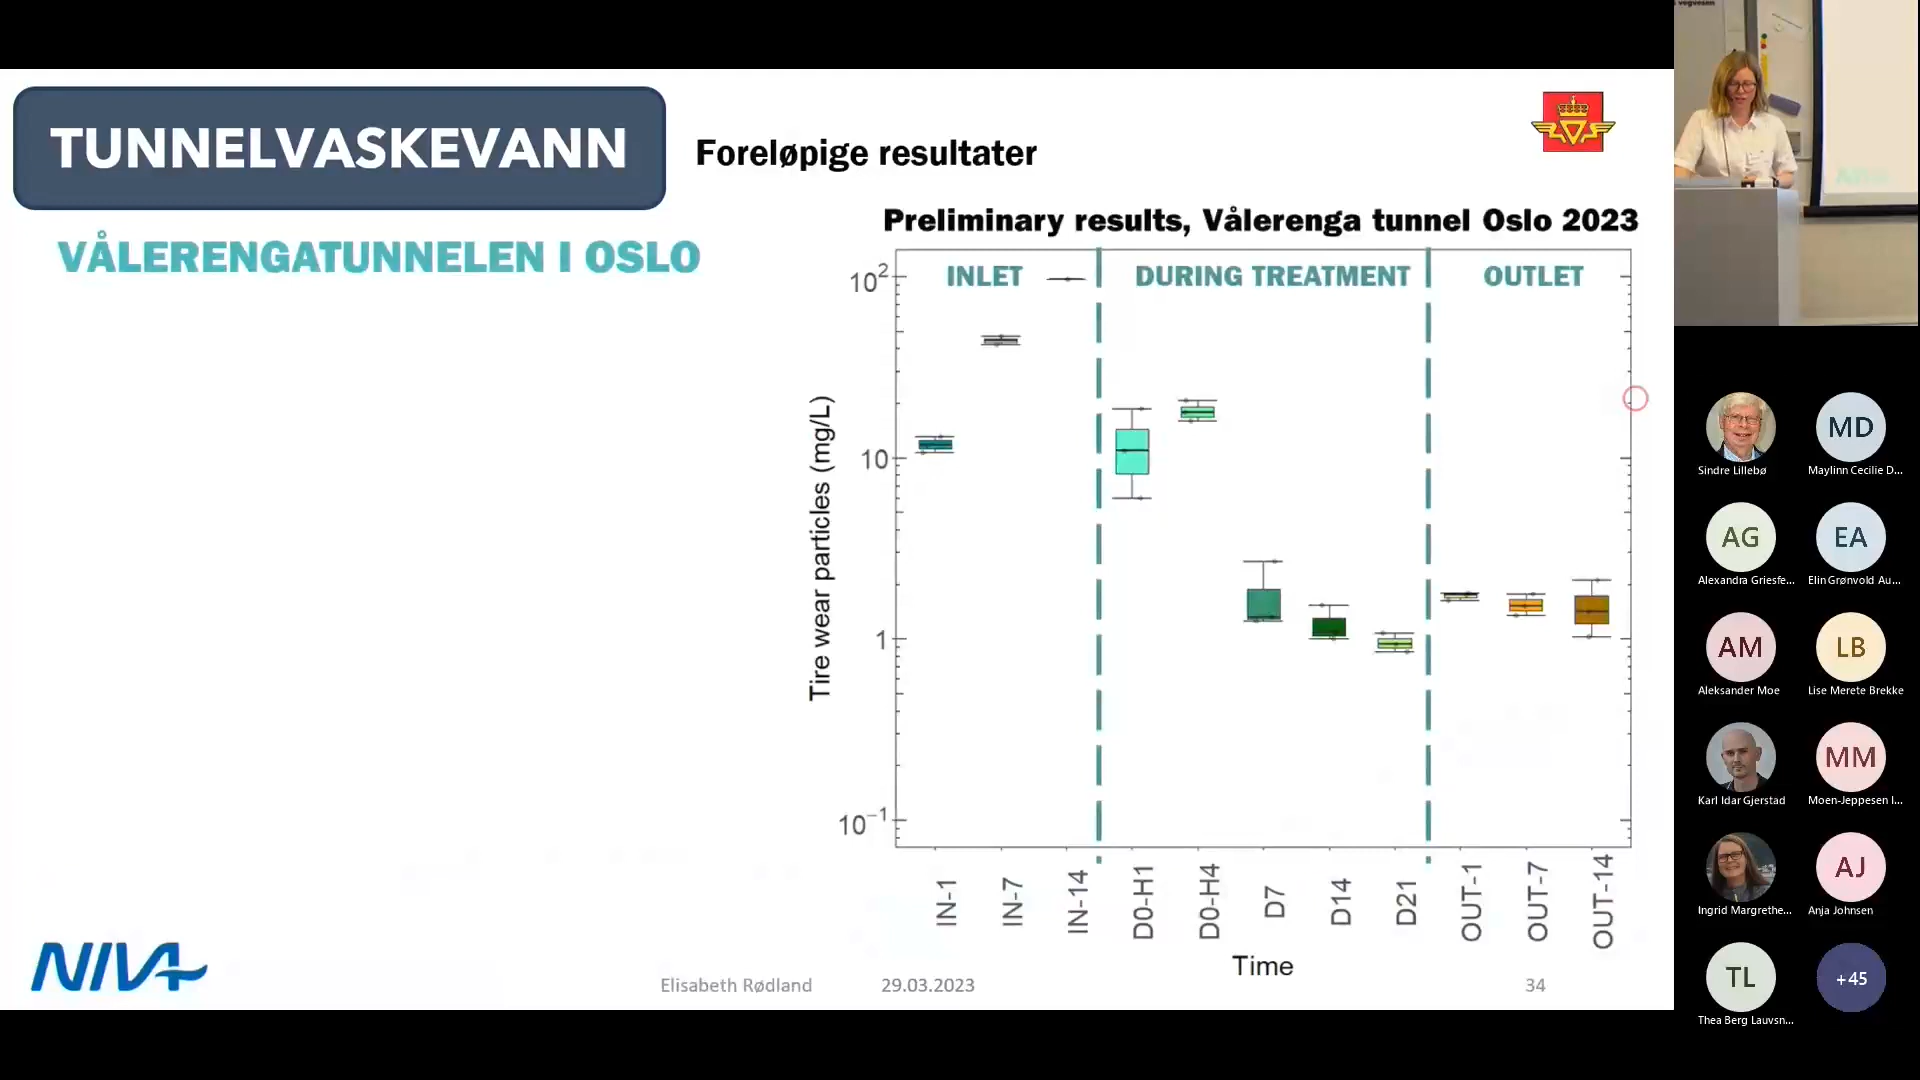 TUNNELVASKEVANN
Foreløpige resultater
VÅLERENGATUNNELEN I OSLO
Preliminary results, Vålerenga tunnel Oslo 2023
INLET
DURING TREATMENT
OUTLET
10²
10
1
10⁻¹
Tire wear particles (mg/L)
IN-1
IN-7
IN-14
D0-H1
D0-H4
D7
D14
D21
OUT-1
OUT-7
OUT-14
Time
NIVA
Elisabeth Rødland
29.03.2023
34
vegvesen
Sindre Lillebø
MD
Maylinn Cecilie D...
AG
Alexandra Griesfe...
EA
Elin Grønvold Au...
AM
Aleksander Moe
LB
Lise Merete Brekke
Karl Idar Gjerstad
MM
Moen-Jeppesen I...
Ingrid Margrethe...
AJ
Anja Johnsen
TL
Thea Berg Lauvsn...
+45